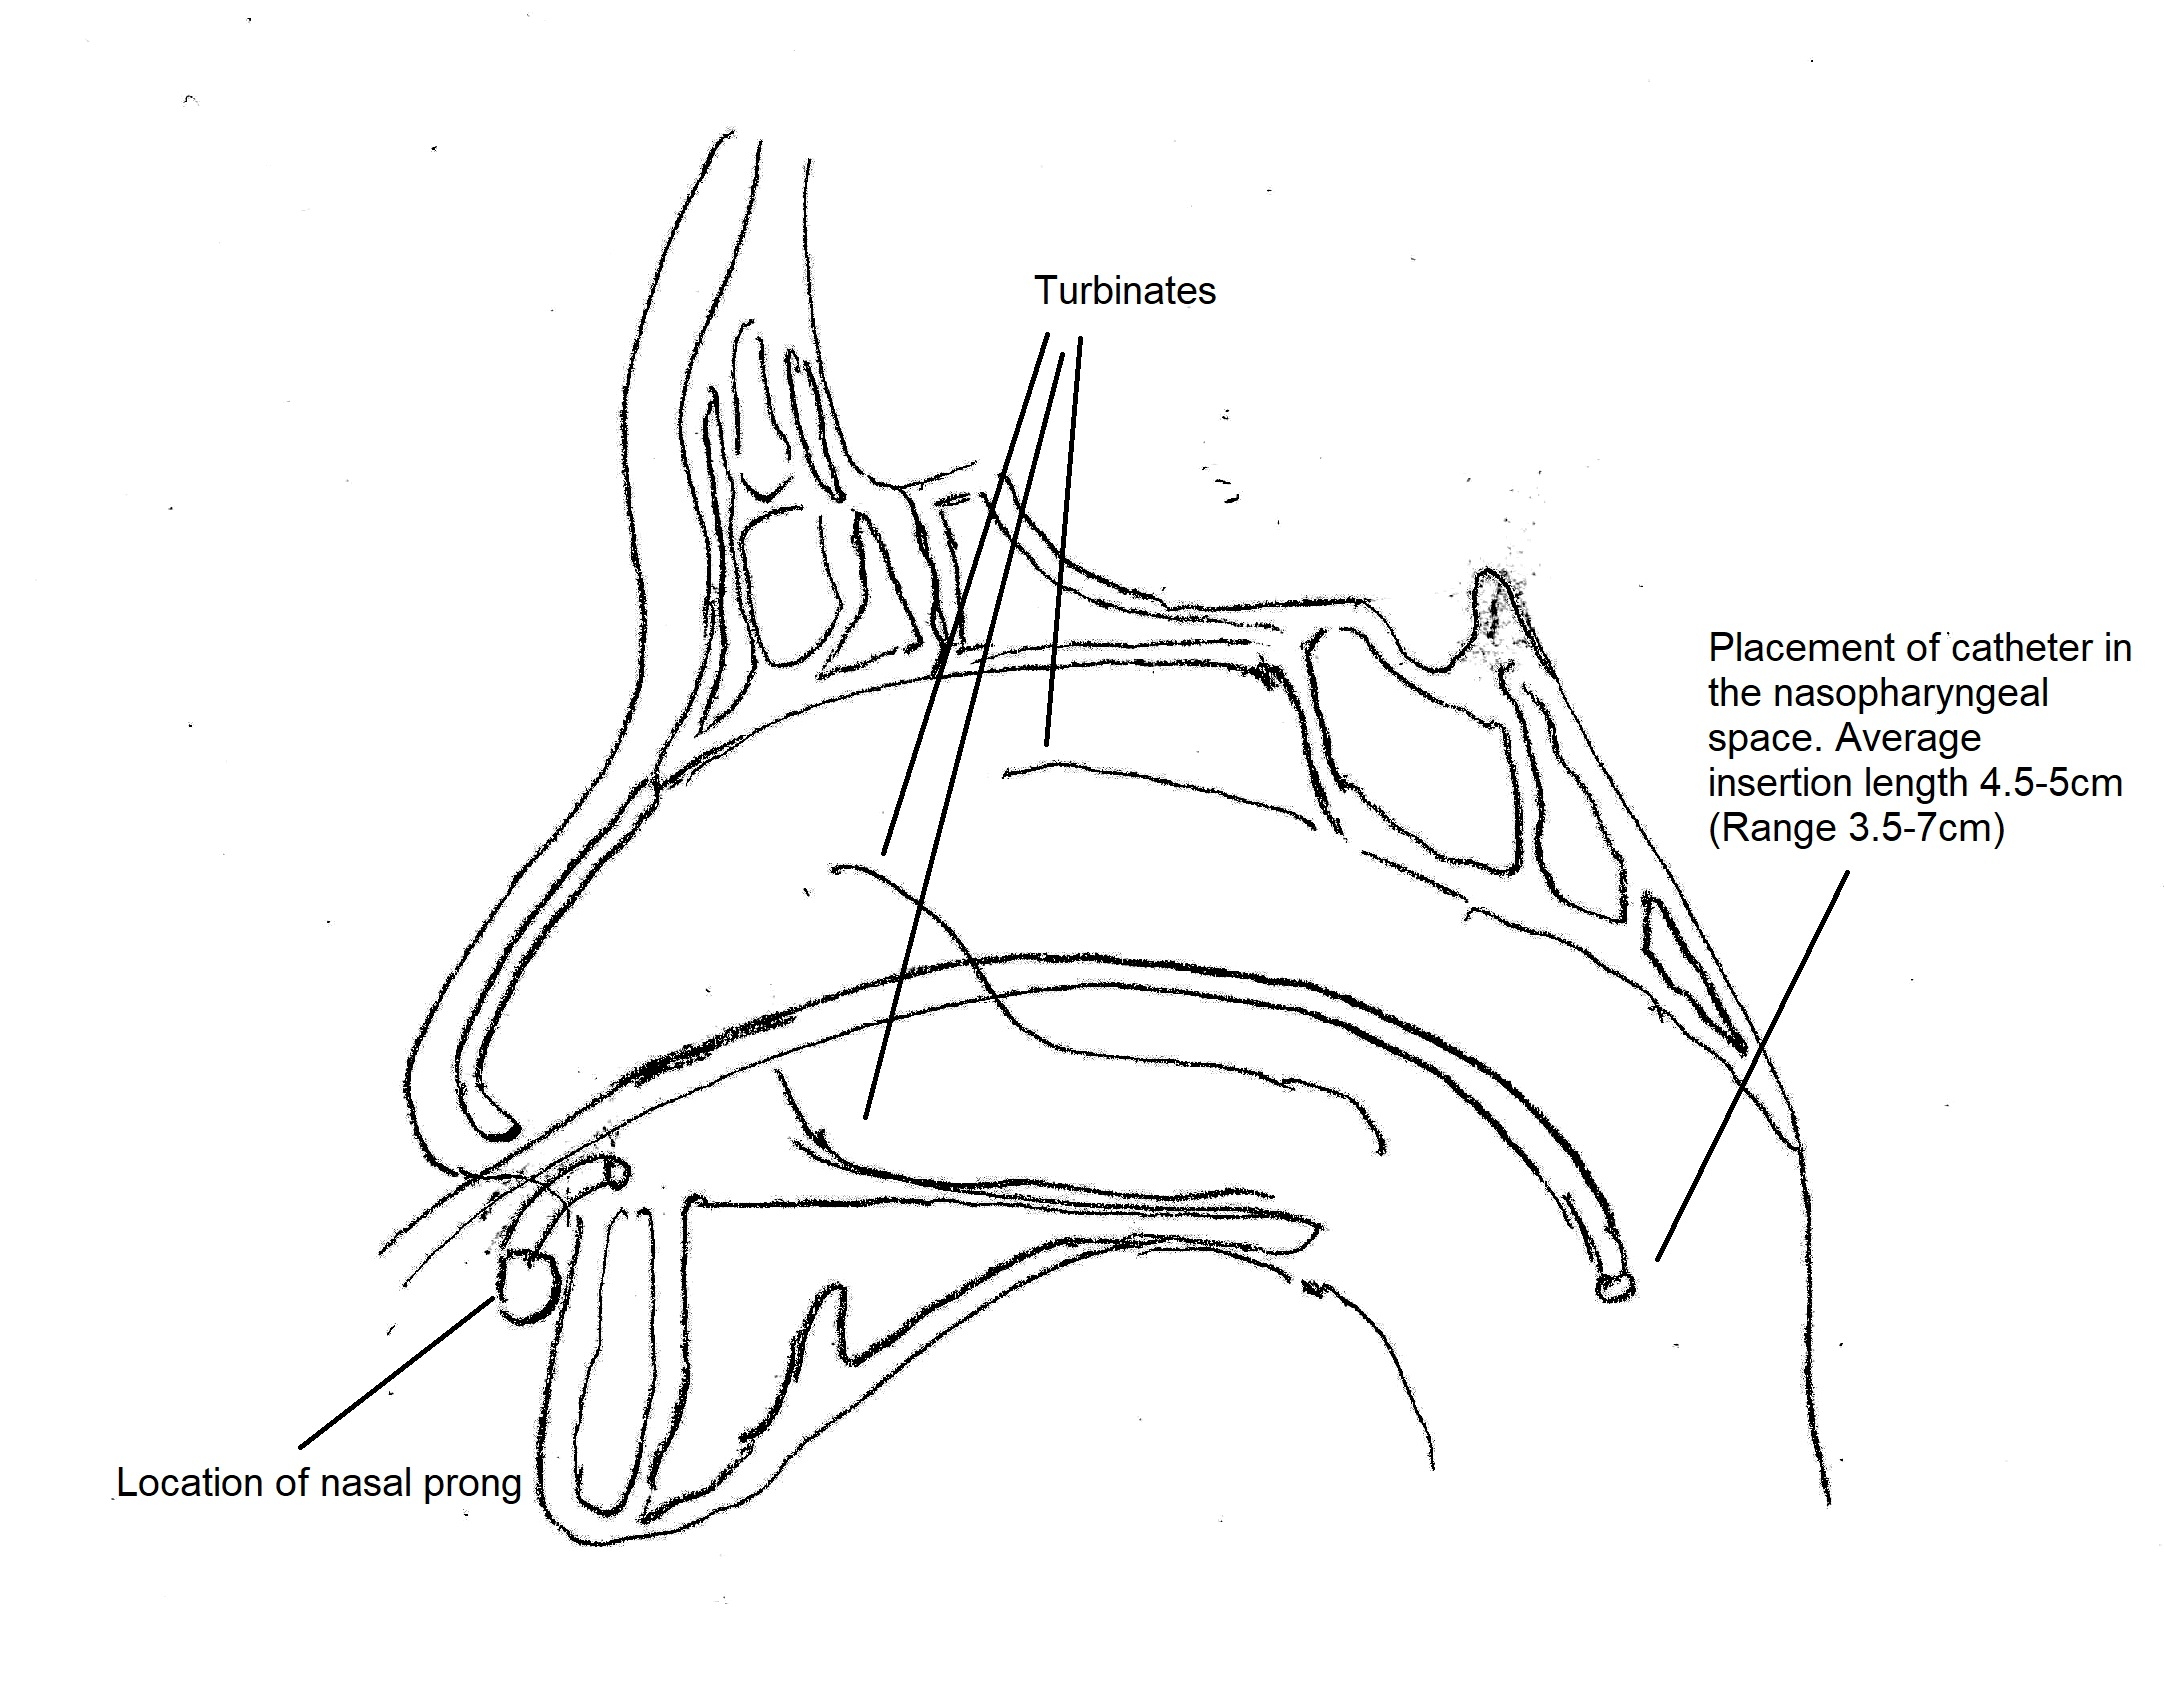 Turbinates
Placement of catheter in
the nasopharyngeal
space. Average
insertion length 4.5-5cm
(Range 3.5-7cm)
Location of nasal prong